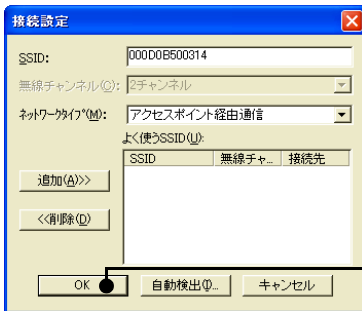 接続設定
SSID: 000D0B500314
無線チャンネル(C): 2チャンネル
ネットワークタイプ(M): アクセスポイント経由通信
よく使うSSID(U):
SSID 無線チャ... 接続先
追加(A)>>
<<削除(D)
OK 自動検出(I)... キャンセル